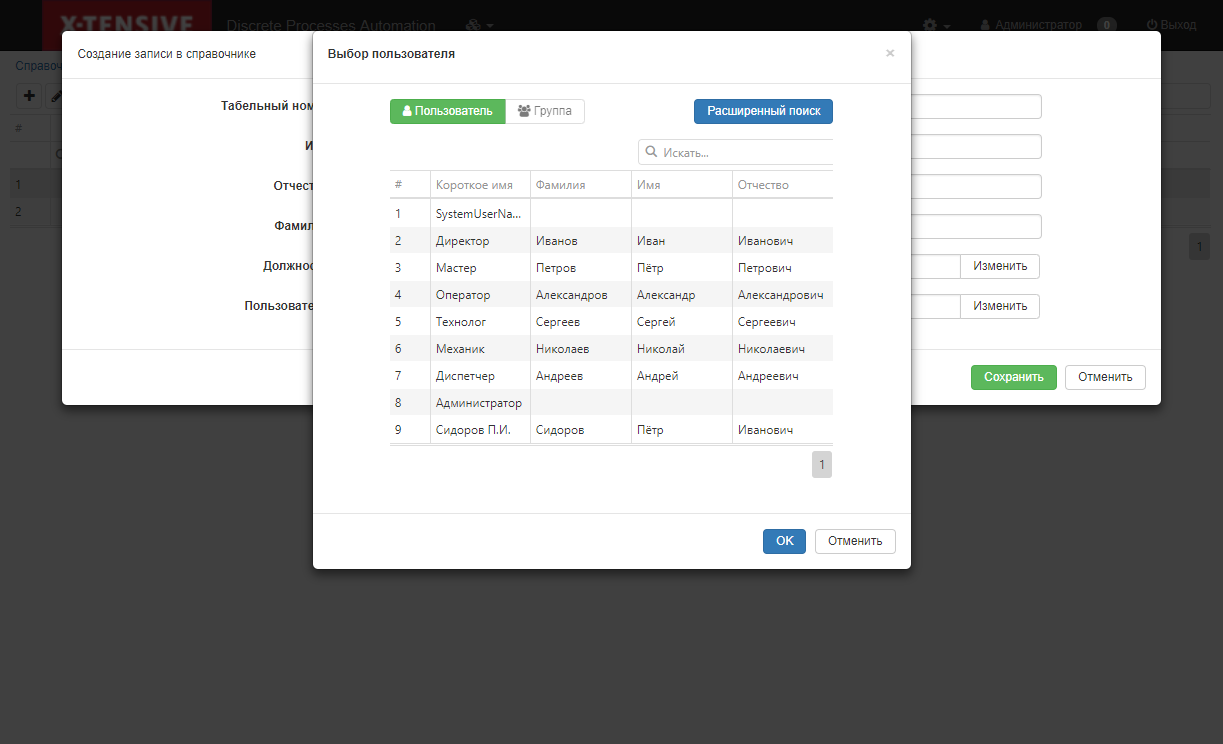 X-TENSIVE Discrete Processes Automation Администратор 0 Выход
Создание записи в справочнике
Выбор пользователя ×
Справоч
Табельный ном
И
Отчест
Фамил
Должнос
Изменить
Пользовате
Изменить
Сохранить Отменить
#
1
2
1
Пользователь Группа Расширенный поиск
Искать...
# Короткое имя Фамилия Имя Отчество
1 SystemUserNa...
2 Директор Иванов Иван Иванович
3 Мастер Петров Пётр Петрович
4 Оператор Александров Александр Александрович
5 Технолог Сергеев Сергей Сергеевич
6 Механик Николаев Николай Николаевич
7 Диспетчер Андреев Андрей Андреевич
8 Администратор
9 Сидоров П.И. Сидоров Пётр Иванович
1
OK Отменить